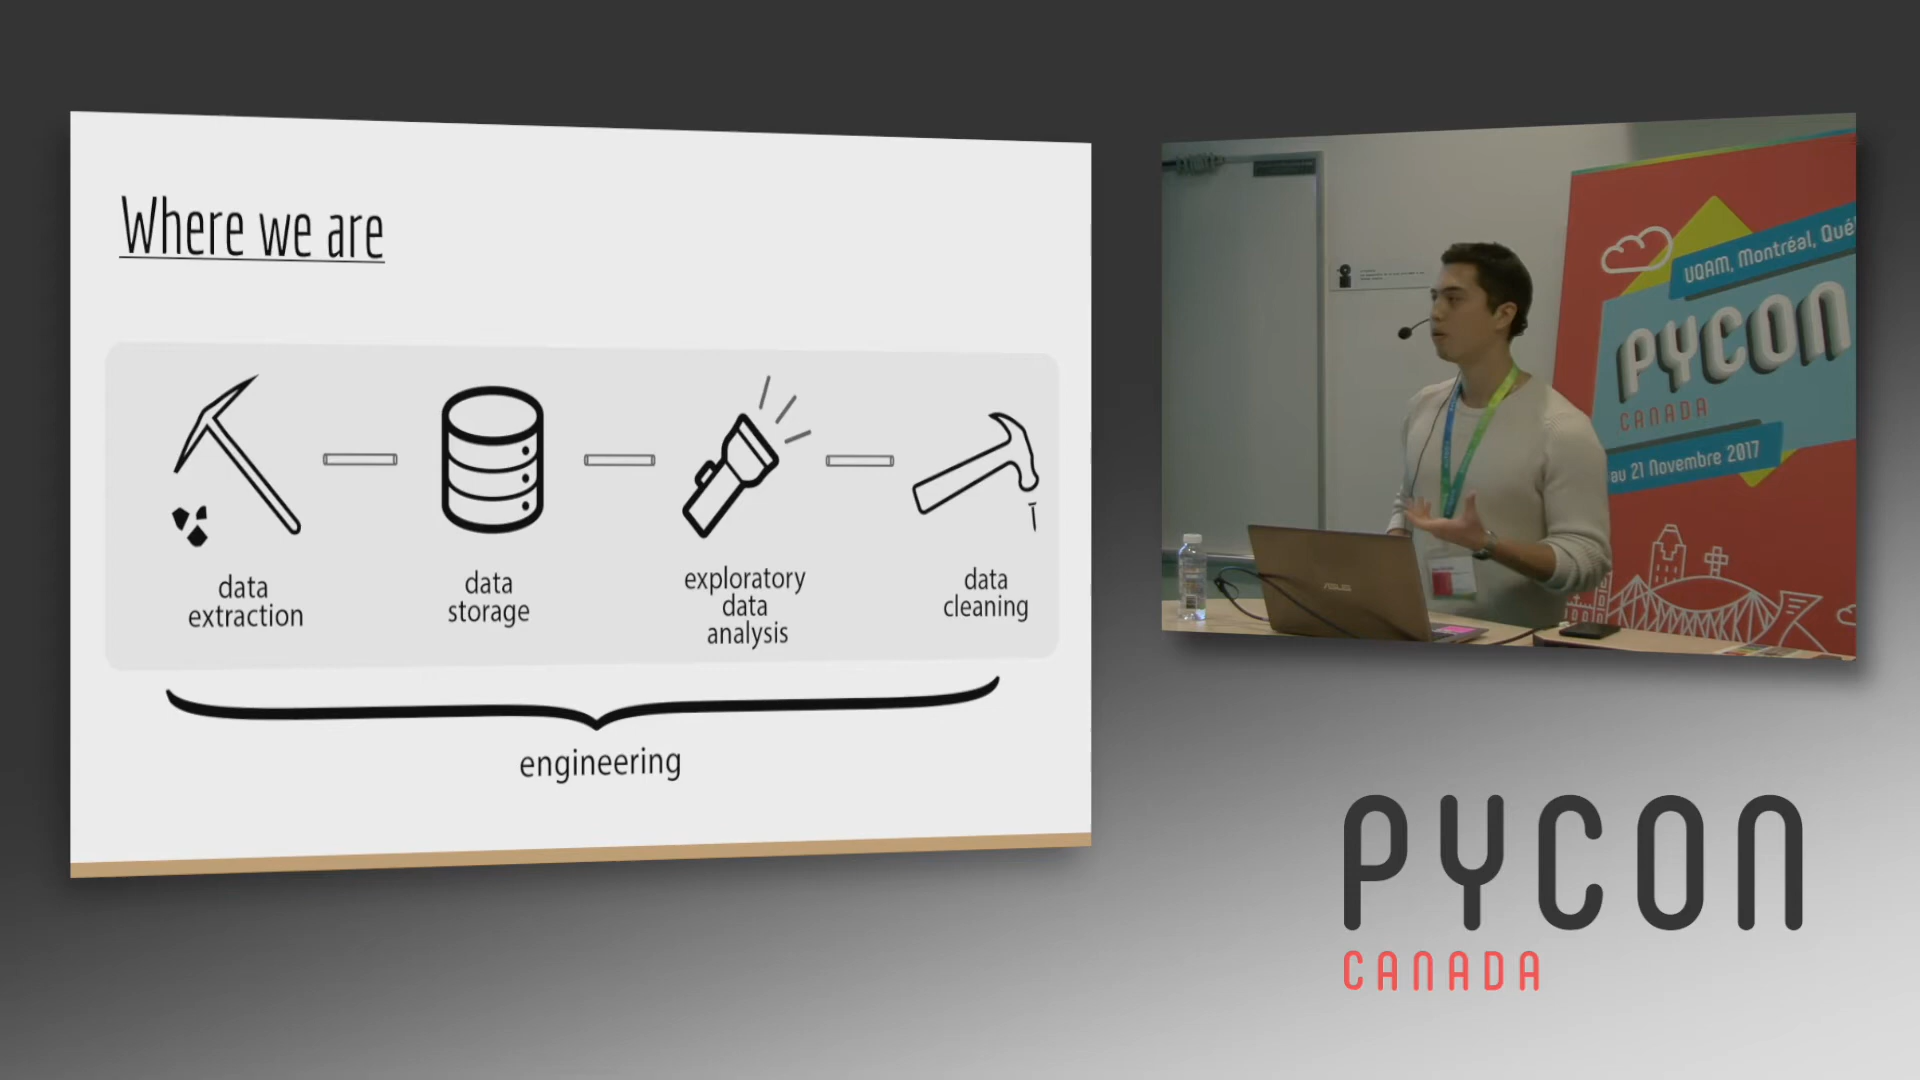 Where we are
data
extraction
data
storage
exploratory
data
analysis
data
cleaning
engineering
UQAM, Montréal, Qué
PYCON
CANADA
au 21 Novembre 2017
ASUS
PYCON
CANADA